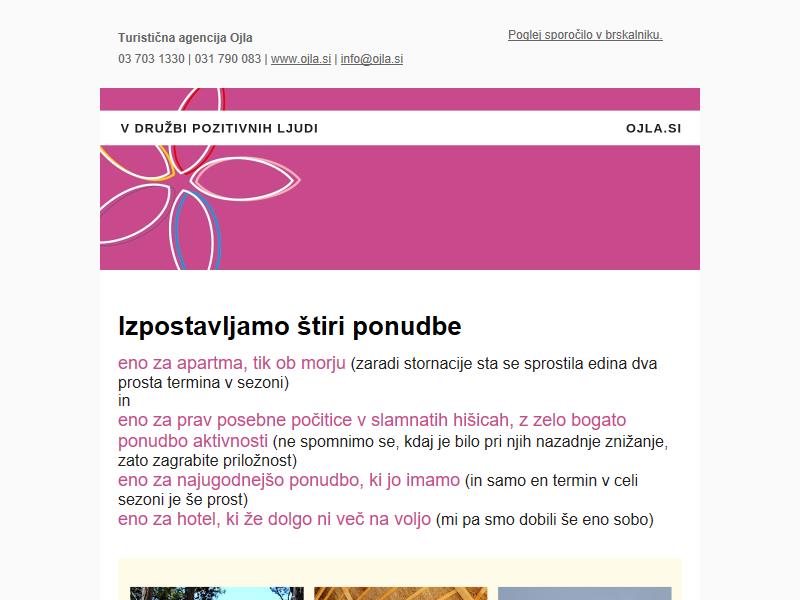 Turistična agencija Ojla
Poglej sporočilo v brskalniku.
03 703 1330 | 031 790 083 | www.ojla.si | info@ojla.si
V DRUŽBI POZITIVNIH LJUDI
OJLA.SI
Izpostavljamo štiri ponudbe
eno za apartma, tik ob morju (zaradi stornacije sta se sprostila edina dva
prosta termina v sezoni)
in
eno za prav posebne počitice v slamnatih hišicah, z zelo bogato
ponudbo aktivnosti (ne spomnimo se, kdaj je bilo pri njih nazadnje znižanje,
zato zagrabite priložnost)
eno za najugodnejšo ponudbo, ki jo imamo (in samo en termin v celi
sezoni je še prost)
eno za hotel, ki že dolgo ni več na voljo (mi pa smo dobili še eno sobo)